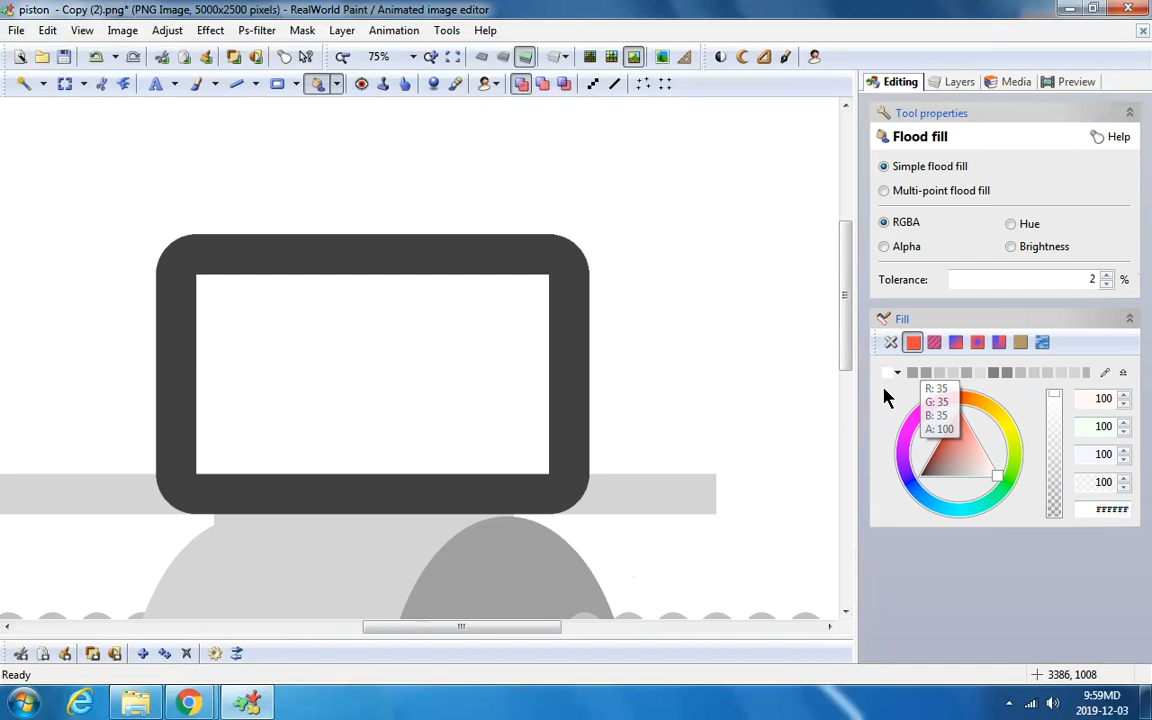 piston  - Copy (2).png* (PNG Image, 5000x2500 pixels) - RealWorld Paint / Animated image editor
File Edit View Image Adjust Effect Ps-filter Mask Layer Animation Tools Help
75%
Editing Layers Media Preview
Tool properties
Flood fill Help
Simple flood fill
Multi-point flood fill
RGBA Hue
Alpha Brightness
Tolerance: 2 %
Fill
R: 35
G: 35
B: 35
A: 100
100
100
100
100
FFFFFF
Ready 3386, 1008
9:59MD
2019-12-03